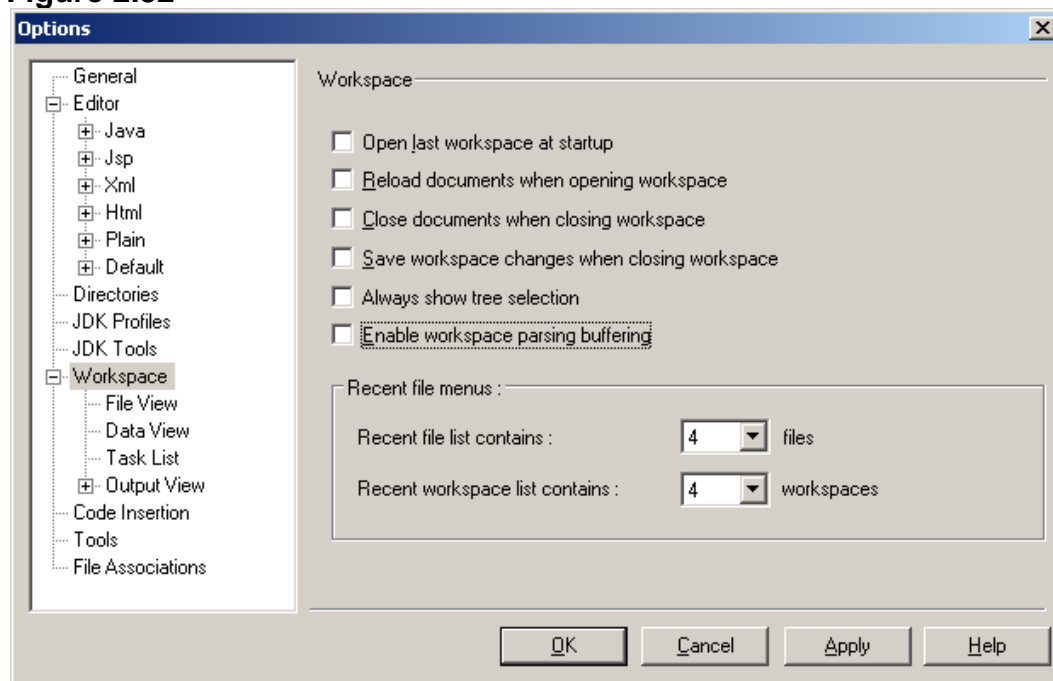 Options
General
Editor
Java
Jsp
Xml
Html
Plain
Default
Directories
JDK Profiles
JDK Tools
Workspace
File View
Data View
Task List
Output View
Code Insertion
Tools
File Associations
Workspace
Open last workspace at startup
Reload documents when opening workspace
Close documents when closing workspace
Save workspace changes when closing workspace
Always show tree selection
Enable workspace parsing buffering
Recent file menus :
Recent file list contains : 4 files
Recent workspace list contains : 4 workspaces
OK Cancel Apply Help